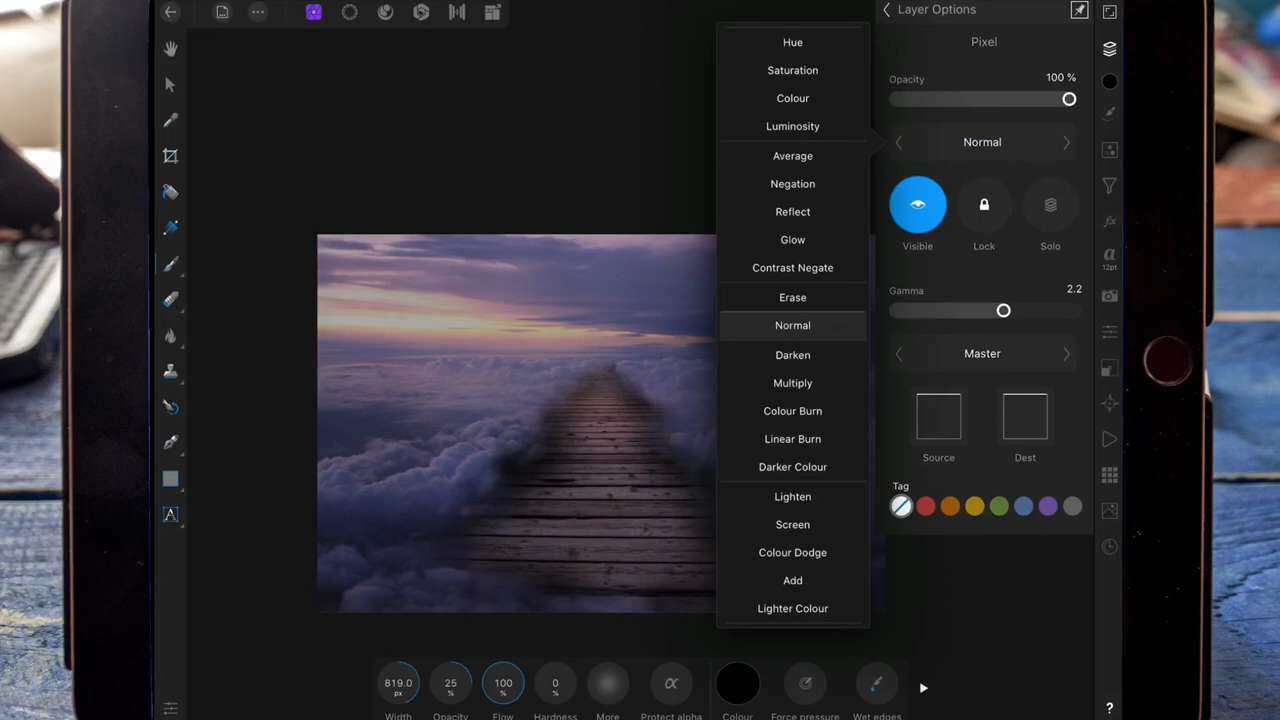 Layer Options
Pixel
Opacity
100 %
Normal
Visible
Lock
Solo
Gamma
2.2
Master
Source
Dest
Tag
Hue
Saturation
Colour
Luminosity
Average
Negation
Reflect
Glow
Contrast Negate
Erase
Normal
Darken
Multiply
Colour Burn
Linear Burn
Darker Colour
Lighten
Screen
Colour Dodge
Add
Lighter Colour
a
12pt
A
819.0
px
Width
25
%
Opacity
100
%
Flow
0
%
Hardness
More
α
Protect alpha
Colour
Force pressure
Wet edges
fx
?